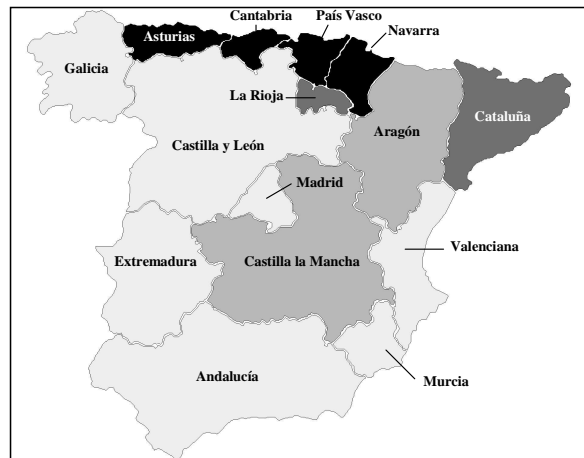 Cantabria
País Vasco
Asturias
Navarra
Galicia
La Rioja
Cataluña
Aragón
Castilla y León
Madrid
Valenciana
Extremadura
Castilla la Mancha
Andalucía
Murcia